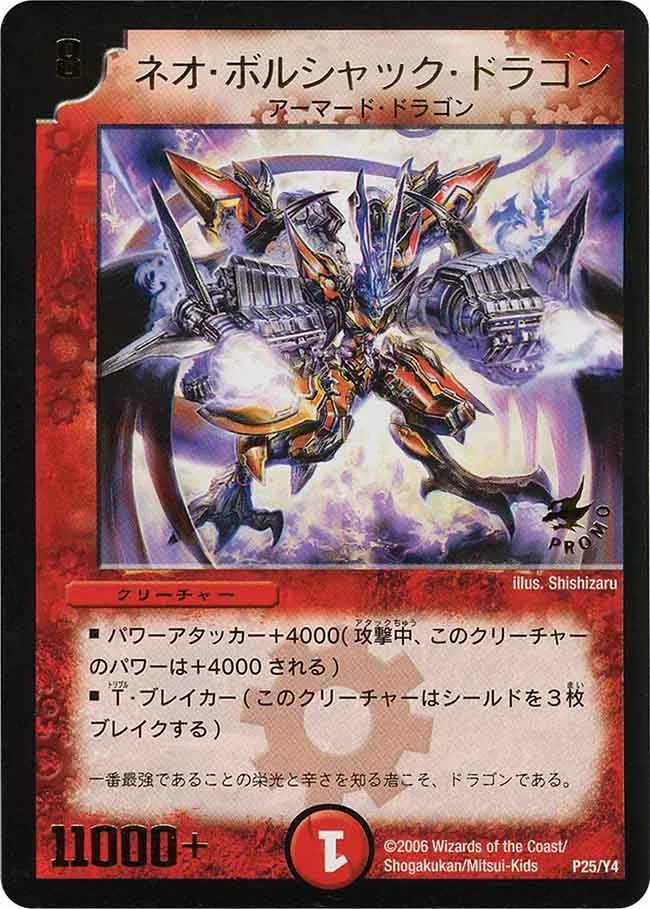 8
ネオ・ボルシャック・ドラゴン
アーマード・ドラゴン
PROMO
illus. Shishizaru
クリーチャー
■ パワーアタッカー+4000(攻撃中、このクリーチャー
のパワーは+4000される)
■ T・ブレイカー(このクリーチャーはシールドを3枚
ブレイクする)
一番最強であることの栄光と辛さを知る者こそ、ドラゴンである。
11000+
1
©2006 Wizards of the Coast/
Shogakukan/Mitsui-Kids
P25/Y4